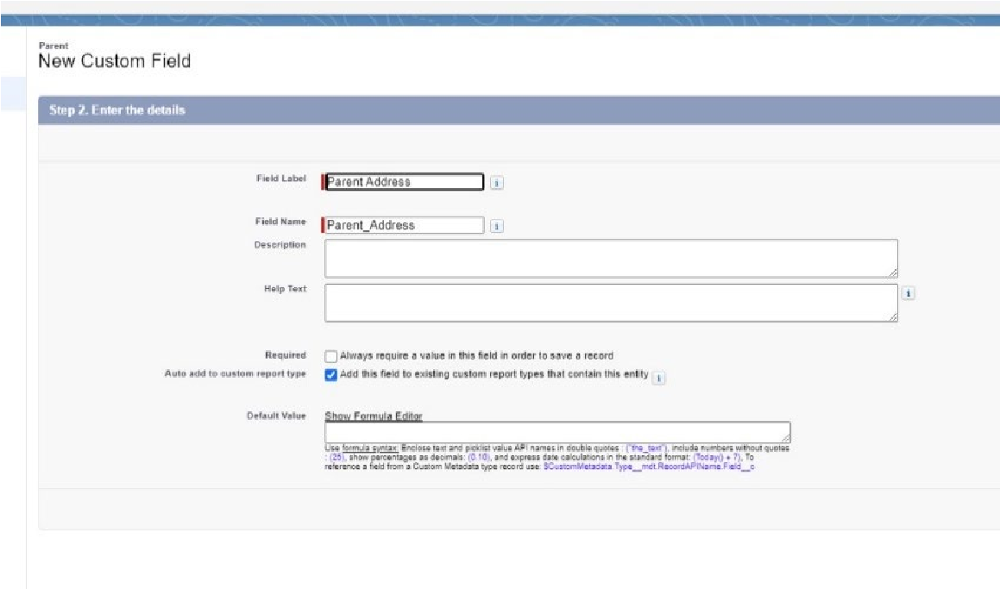 Parent
New Custom Field
Step 2. Enter the details
Field Label Parent Address i
Field Name Parent_Address i
Description
Help Text i
Required Always require a value in this field in order to save a record
Auto add to custom report type Add this field to existing custom report types that contain this entity i
Default Value Show Formula Editor
Use formula syntax: Enclose text and picklist value API names in double quotes : ("the_text"), include numbers without quotes
: (25), show percentages as decimals: (0.10), and express date calculations in the standard format: (Today() + 7), To
reference a field from a Custom Metadata type record use: $CustomMetadata.Type__mdt.RecordAPIName.Field__c